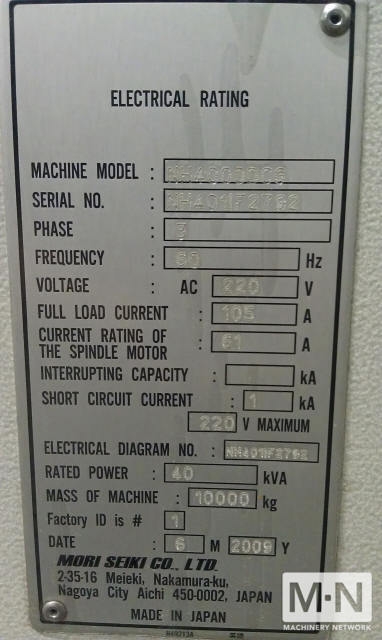 ELECTRICAL RATING
MACHINE MODEL :
SERIAL NO. :
PHASE : 3
FREQUENCY : 60 Hz
VOLTAGE : AC 220 V
FULL LOAD CURRENT : 105 A
CURRENT RATING OF
THE SPINDLE MOTOR : 61 A
INTERRUPTING CAPACITY : kA
SHORT CIRCUIT CURRENT : 1 kA
220 V MAXIMUM
ELECTRICAL DIAGRAM NO. :
RATED POWER : 40 kVA
MASS OF MACHINE : 10000 kg
Factory ID is # 1
DATE : 6 M 2009 Y
MORI SEIKI CO., LTD.
2-35-16 Meieki, Nakamura-ku,
Nagoya City Aichi 450-0002, JAPAN
MADE IN JAPAN
M·N
MACHINERY NETWORK